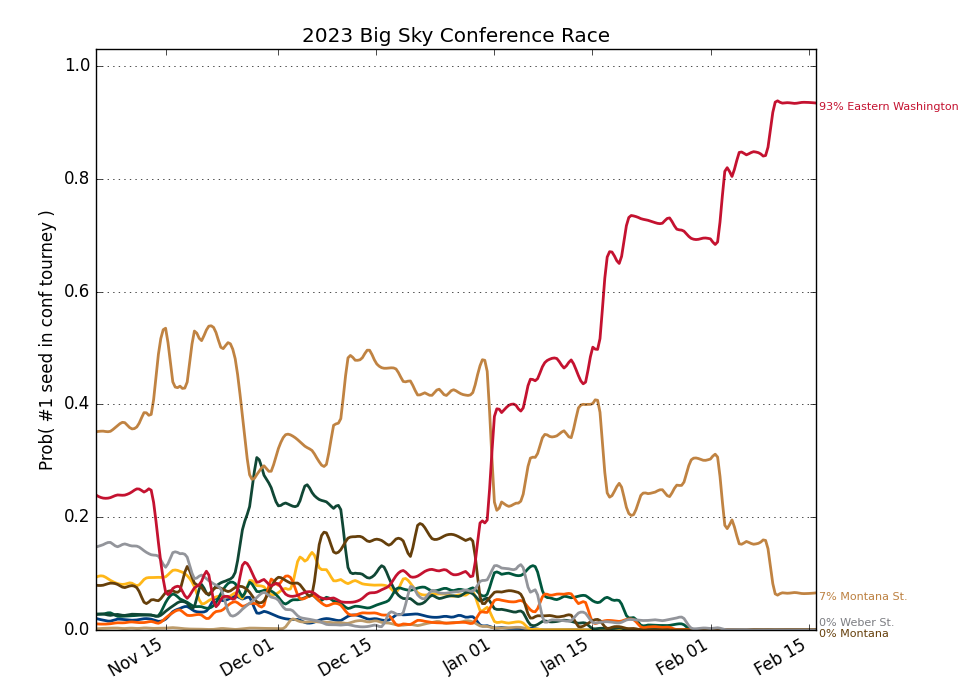 2023 Big Sky Conference Race
Prob( #1 seed in conf tourney )
1.0
0.8
0.6
0.4
0.2
0.0
Nov 15
Dec 01
Dec 15
Jan 01
Jan 15
Feb 01
Feb 15
93% Eastern Washington
7% Montana St.
0% Weber St.
0% Montana